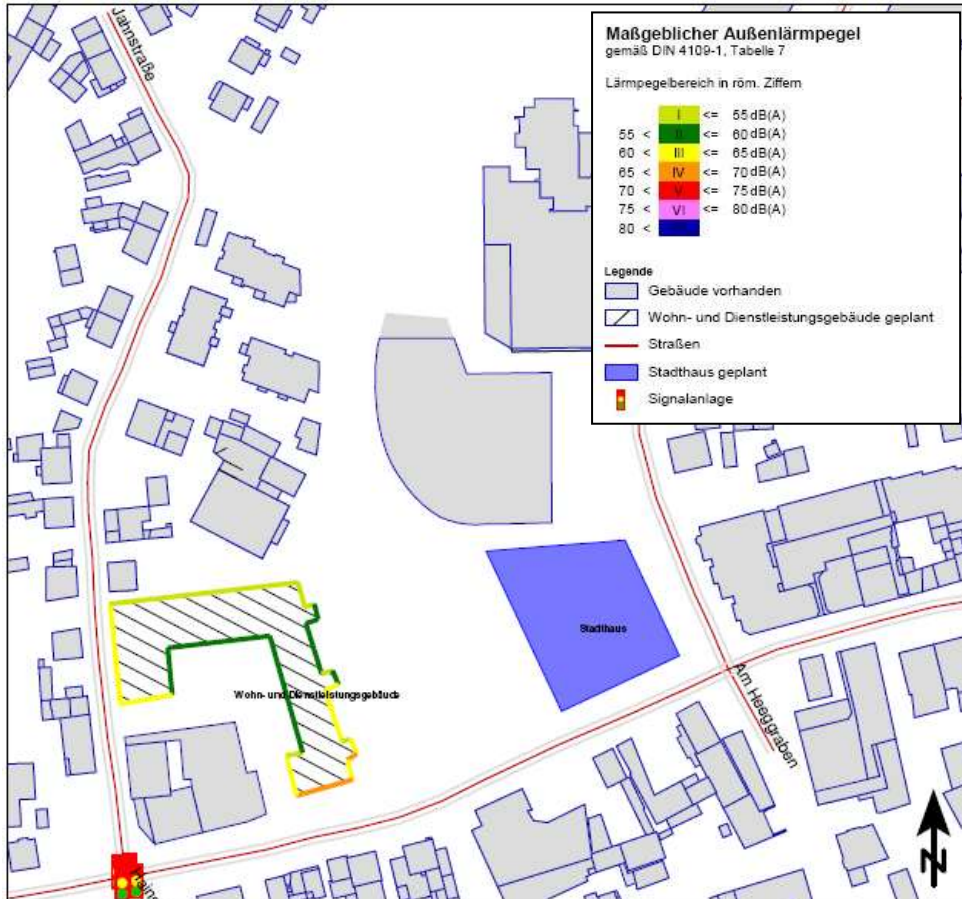 Jahnstraße
Maßgeblicher Außenlärmpegel
gemäß DIN 4109-1, Tabelle 7
Lärmpegelbereich in röm. Ziffern
I <= 55 dB(A)
55 < II <= 60 dB(A)
60 < III <= 65 dB(A)
65 < IV <= 70 dB(A)
70 < V <= 75 dB(A)
75 < VI <= 80 dB(A)
80 <
Legende
Gebäude vorhanden
Wohn- und Dienstleistungsgebäude geplant
Straßen
Stadthaus geplant
Signalanlage
Stadthaus
Wohn- und Dienstleistungsgebäude
Am Heeggraben
N